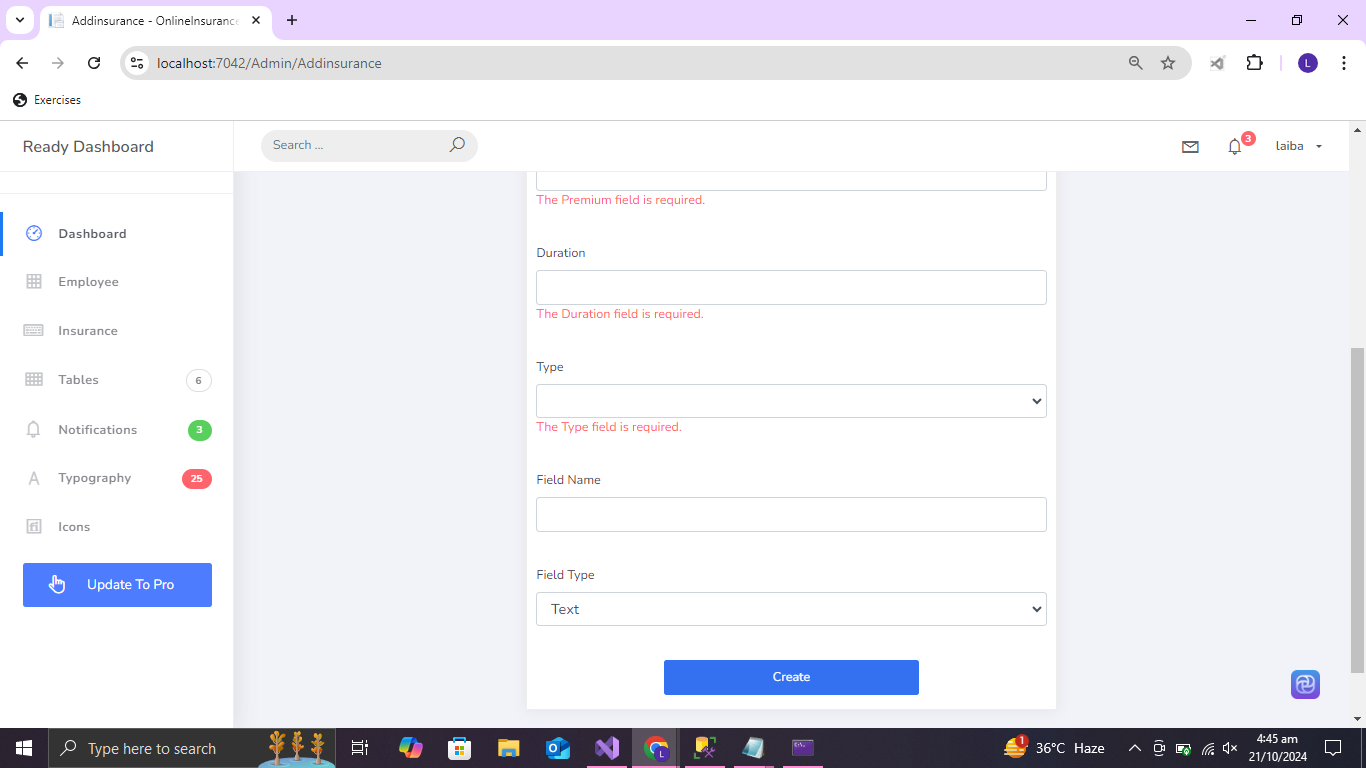 Addinsurance - OnlineInsurance
localhost:7042/Admin/Addinsurance
L
Exercises
Ready Dashboard
Search ...
3
laiba
Dashboard
Employee
Insurance
Tables
6
Notifications
3
Typography
25
Icons
Update To Pro
The Premium field is required.
Duration
The Duration field is required.
Type
The Type field is required.
Field Name
Field Type
Text
Create
Type here to search
1
36°C Haze
4:45 am
21/10/2024